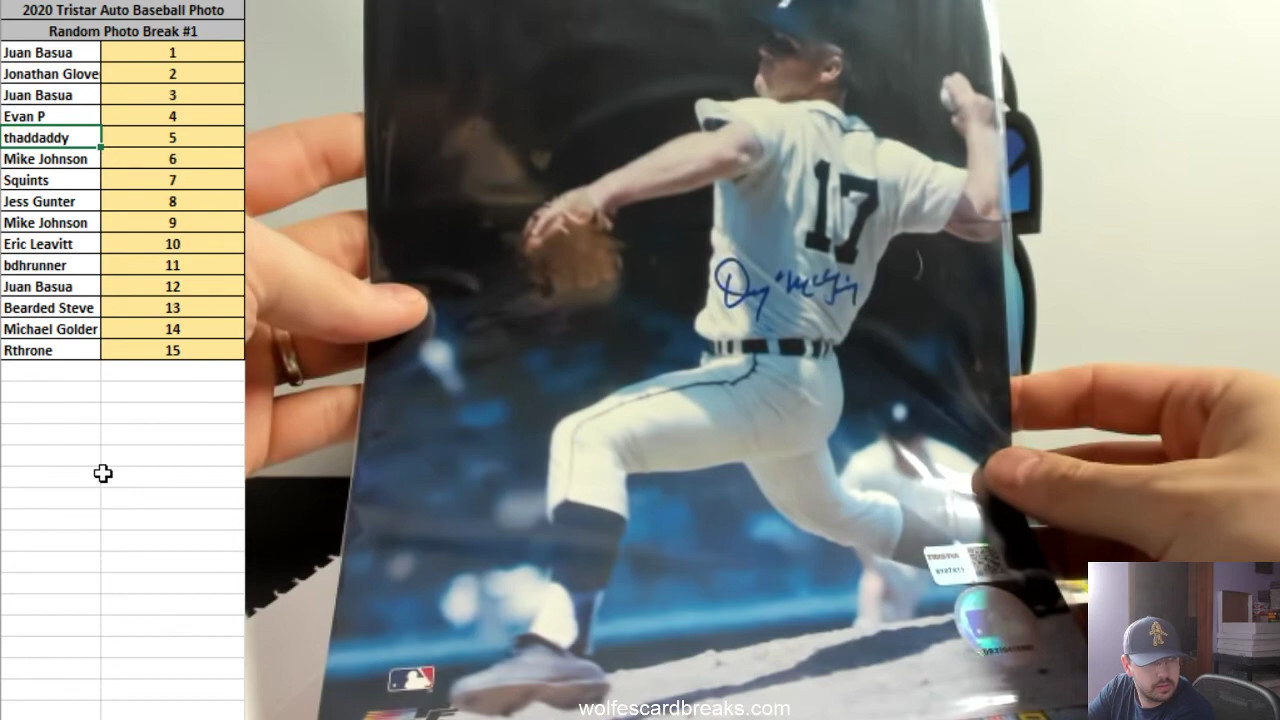 2020 Tristar Auto Baseball Photo
Random Photo Break #1
Juan Basua 1
Jonathan Glove 2
Juan Basua 3
Evan P 4
thaddaddy 5
Mike Johnson 6
Squints 7
Jess Gunter 8
Mike Johnson 9
Eric Leavitt 10
bdhrunner 11
Juan Basua 12
Bearded Steve 13
Michael Golder 14
Rthrone 15
17
wolfescardbreaks.com